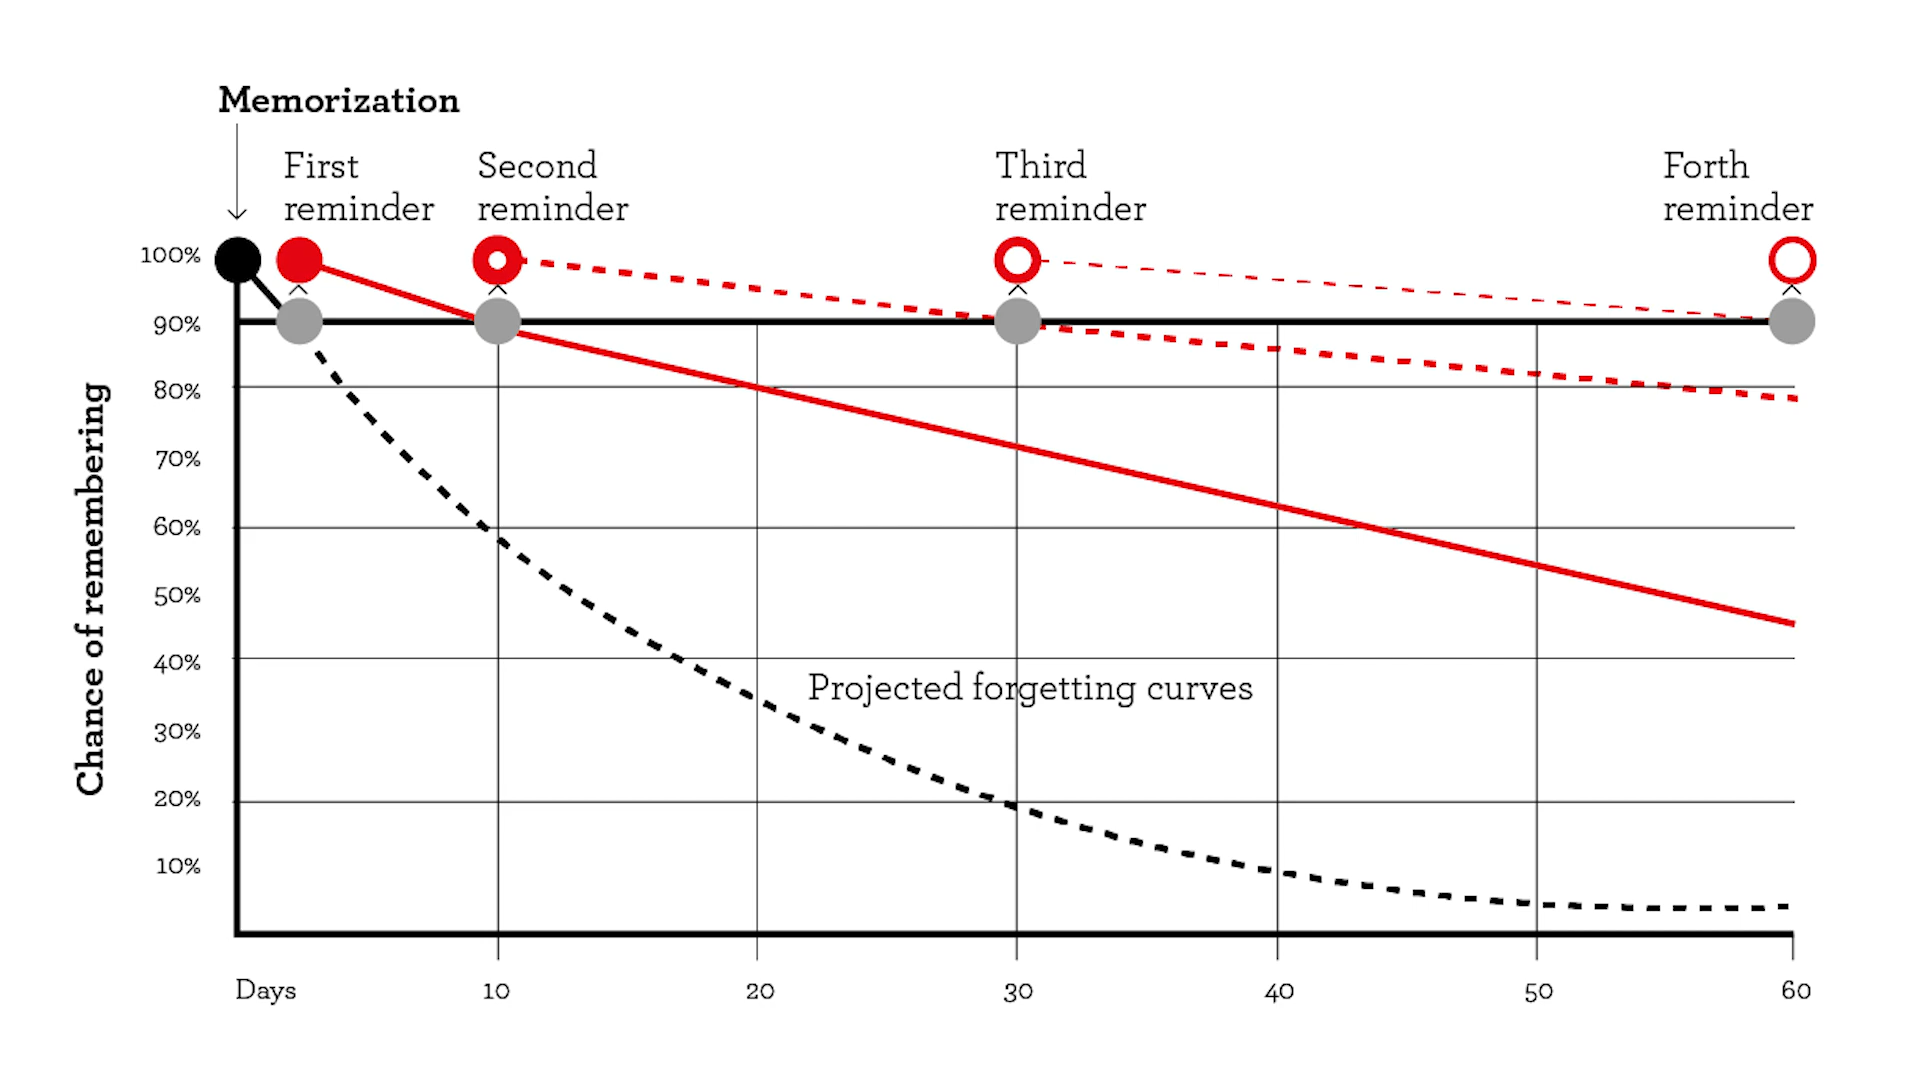 Memorization
First
reminder
Second
reminder
Third
reminder
Forth
reminder
100%
90%
80%
70%
60%
50%
40%
30%
20%
10%
Chance of remembering
Projected forgetting curves
Days
10
20
30
40
50
60